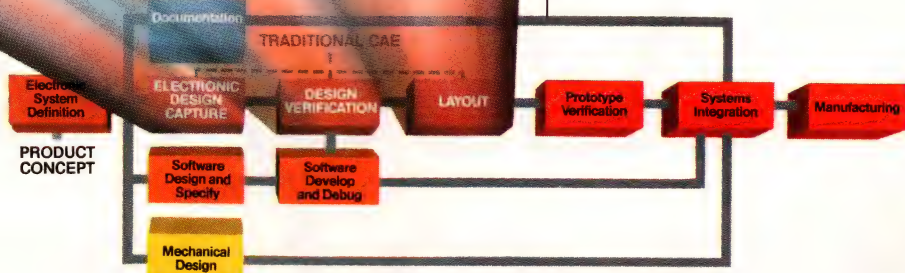 Documentation
TRADITIONAL CAE
Electronic
System
Definition
ELECTRONIC
DESIGN
CAPTURE
DESIGN
VERIFICATION
LAYOUT
Prototype
Verification
Systems
Integration
Manufacturing
PRODUCT
CONCEPT
Software
Design and
Specify
Software
Develop
and Debug
Mechanical
Design